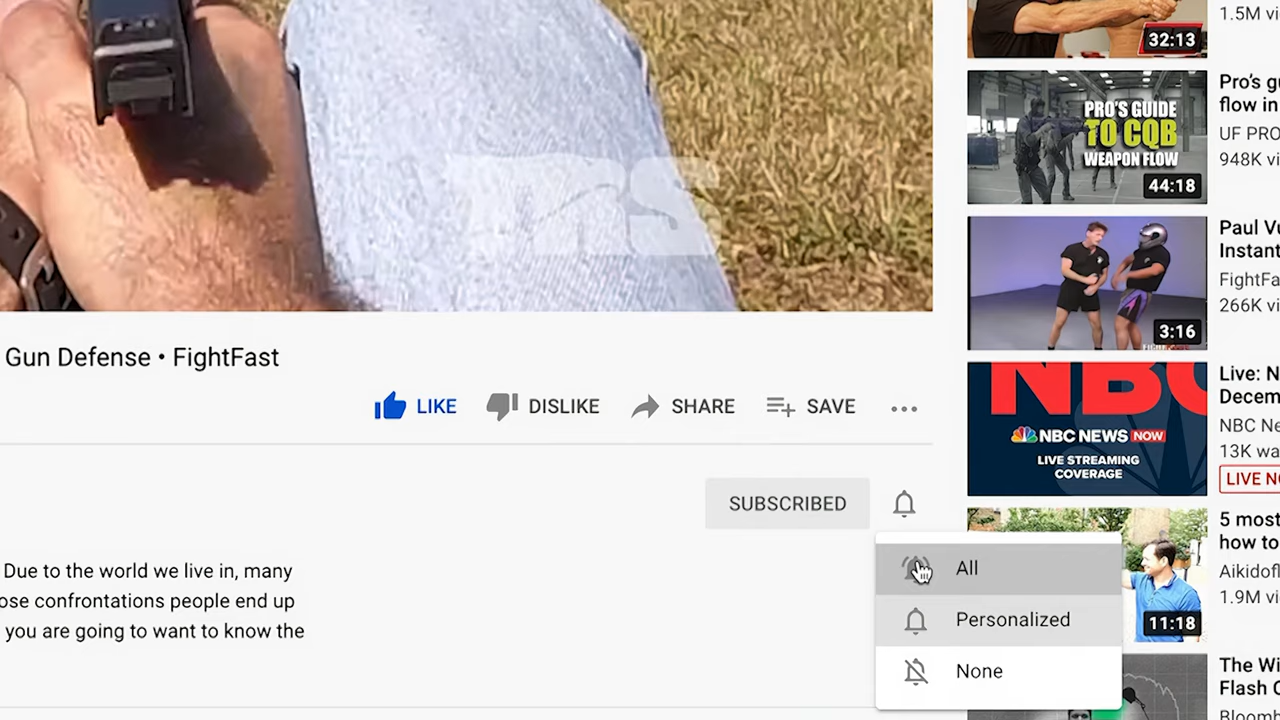 Gun Defense • FightFast
LIKE
DISLIKE
SHARE
SAVE
SUBSCRIBED
Due to the world we live in, many
ose confrontations people end up
you are going to want to know the
All
Personalized
None
1.5M vi
32:13
PRO'S GUIDE
TO CQB
WEAPON FLOW
44:18
Pro's gu
flow in
UF PRO
948K vi
3:16
Paul Vu
Instant
FightFa
266K vi
NBC
NBC NEWS NOW
LIVE STREAMING
COVERAGE
Live: N
Decem
NBC Ne
13K wa
LIVE NO
11:18
5 most
how to
Aikidofl
1.9M vi
The Wi
Flash C
Bloomb